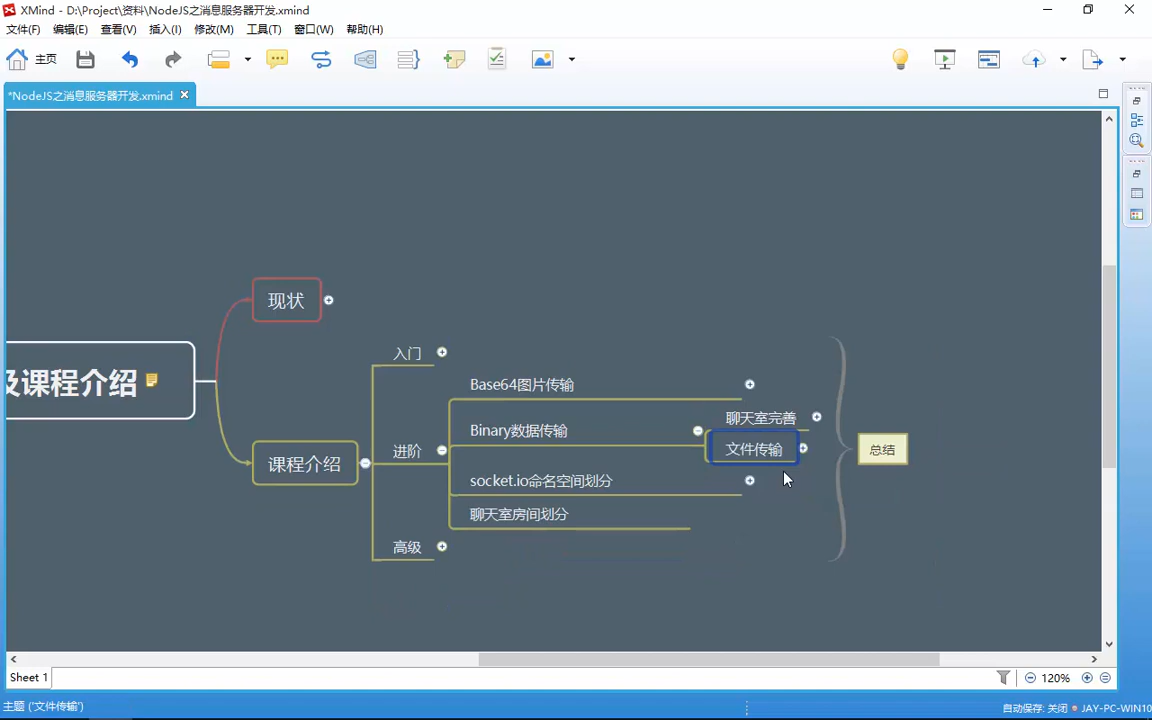 XMind - D:\Project\资料\NodeJS之消息服务器开发.xmind
文件(F) 编辑(E) 查看(V) 插入(I) 修改(M) 工具(T) 窗口(W) 帮助(H)
主页
*NodeJS之消息服务器开发.xmind
现状
及课程介绍
课程介绍
入门
进阶
高级
Base64图片传输
Binary数据传输
socket.io命名空间划分
聊天室房间划分
聊天室完善
文件传输
总结
Sheet 1
120%
主题 ('文件传输')
自动保存: 关闭
JAY-PC-WIN10